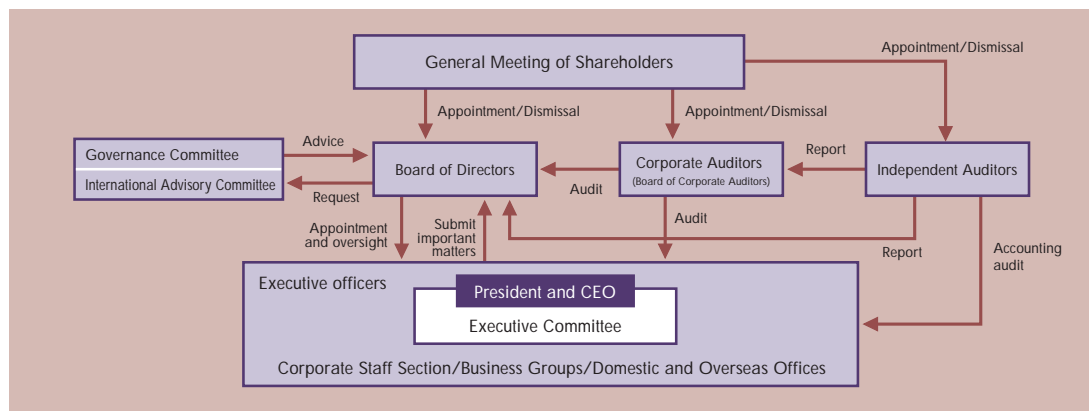 General Meeting of Shareholders
Appointment/Dismissal
Appointment/Dismissal
Appointment/Dismissal
Governance Committee
International Advisory Committee
Advice
Request
Board of Directors
Audit
Corporate Auditors
(Board of Corporate Auditors)
Report
Independent Auditors
Appointment
and oversight
Submit
important
matters
Audit
Report
Accounting
audit
Executive officers
President and CEO
Executive Committee
Corporate Staff Section/Business Groups/Domestic and Overseas Offices